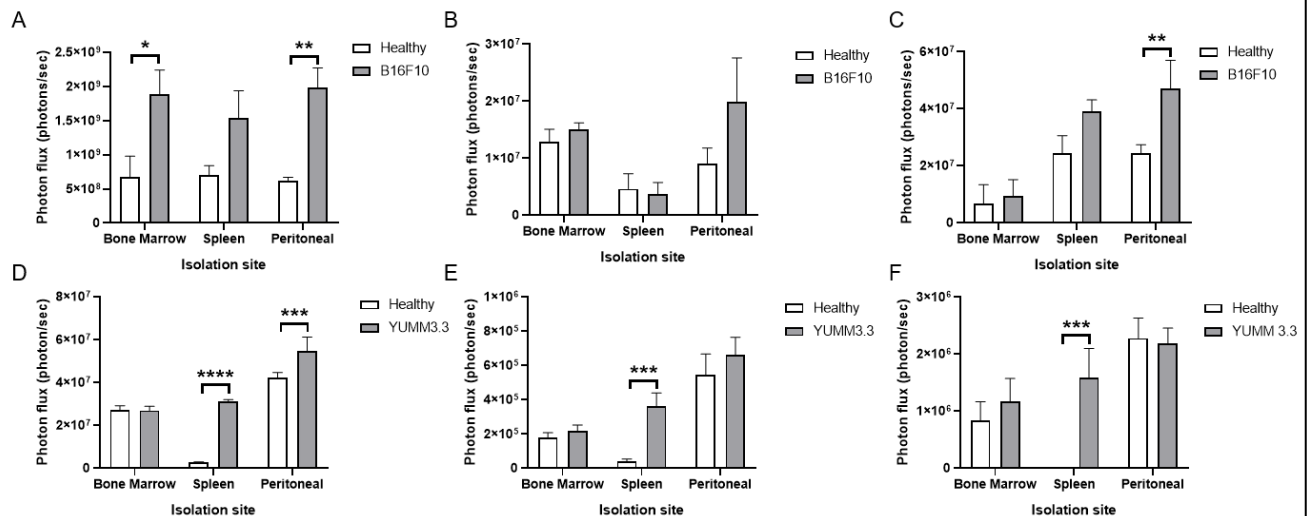 A
Photon flux (photons/sec)
2.5×10⁹
2×10⁹
1.5×10⁹
1×10⁹
5×10⁸
0
*
**
Healthy
B16F10
Bone Marrow Spleen Peritoneal
Isolation site
B
Photon flux (photons/sec)
3×10⁷
2×10⁷
1×10⁷
0
Healthy
B16F10
Bone Marrow Spleen Peritoneal
Isolation site
C
Photon flux (photons/sec)
6×10⁷
4×10⁷
2×10⁷
0
**
Healthy
B16F10
Bone Marrow Spleen Peritoneal
Isolation site
D
Photon flux (photon/sec)
8×10⁷
6×10⁷
4×10⁷
2×10⁷
0
****
***
Healthy
YUMM3.3
Bone Marrow Spleen Peritoneal
Isolation site
E
Photon flux (photon/sec)
1×10⁶
8×10⁵
6×10⁵
4×10⁵
2×10⁵
0
***
Healthy
YUMM3.3
Bone Marrow Spleen Peritoneal
Isolation site
F
Photon flux (photon/sec)
3×10⁶
2×10⁶
1×10⁶
0
***
Healthy
YUMM 3.3
Bone Marrow Spleen Peritoneal
Isolation site